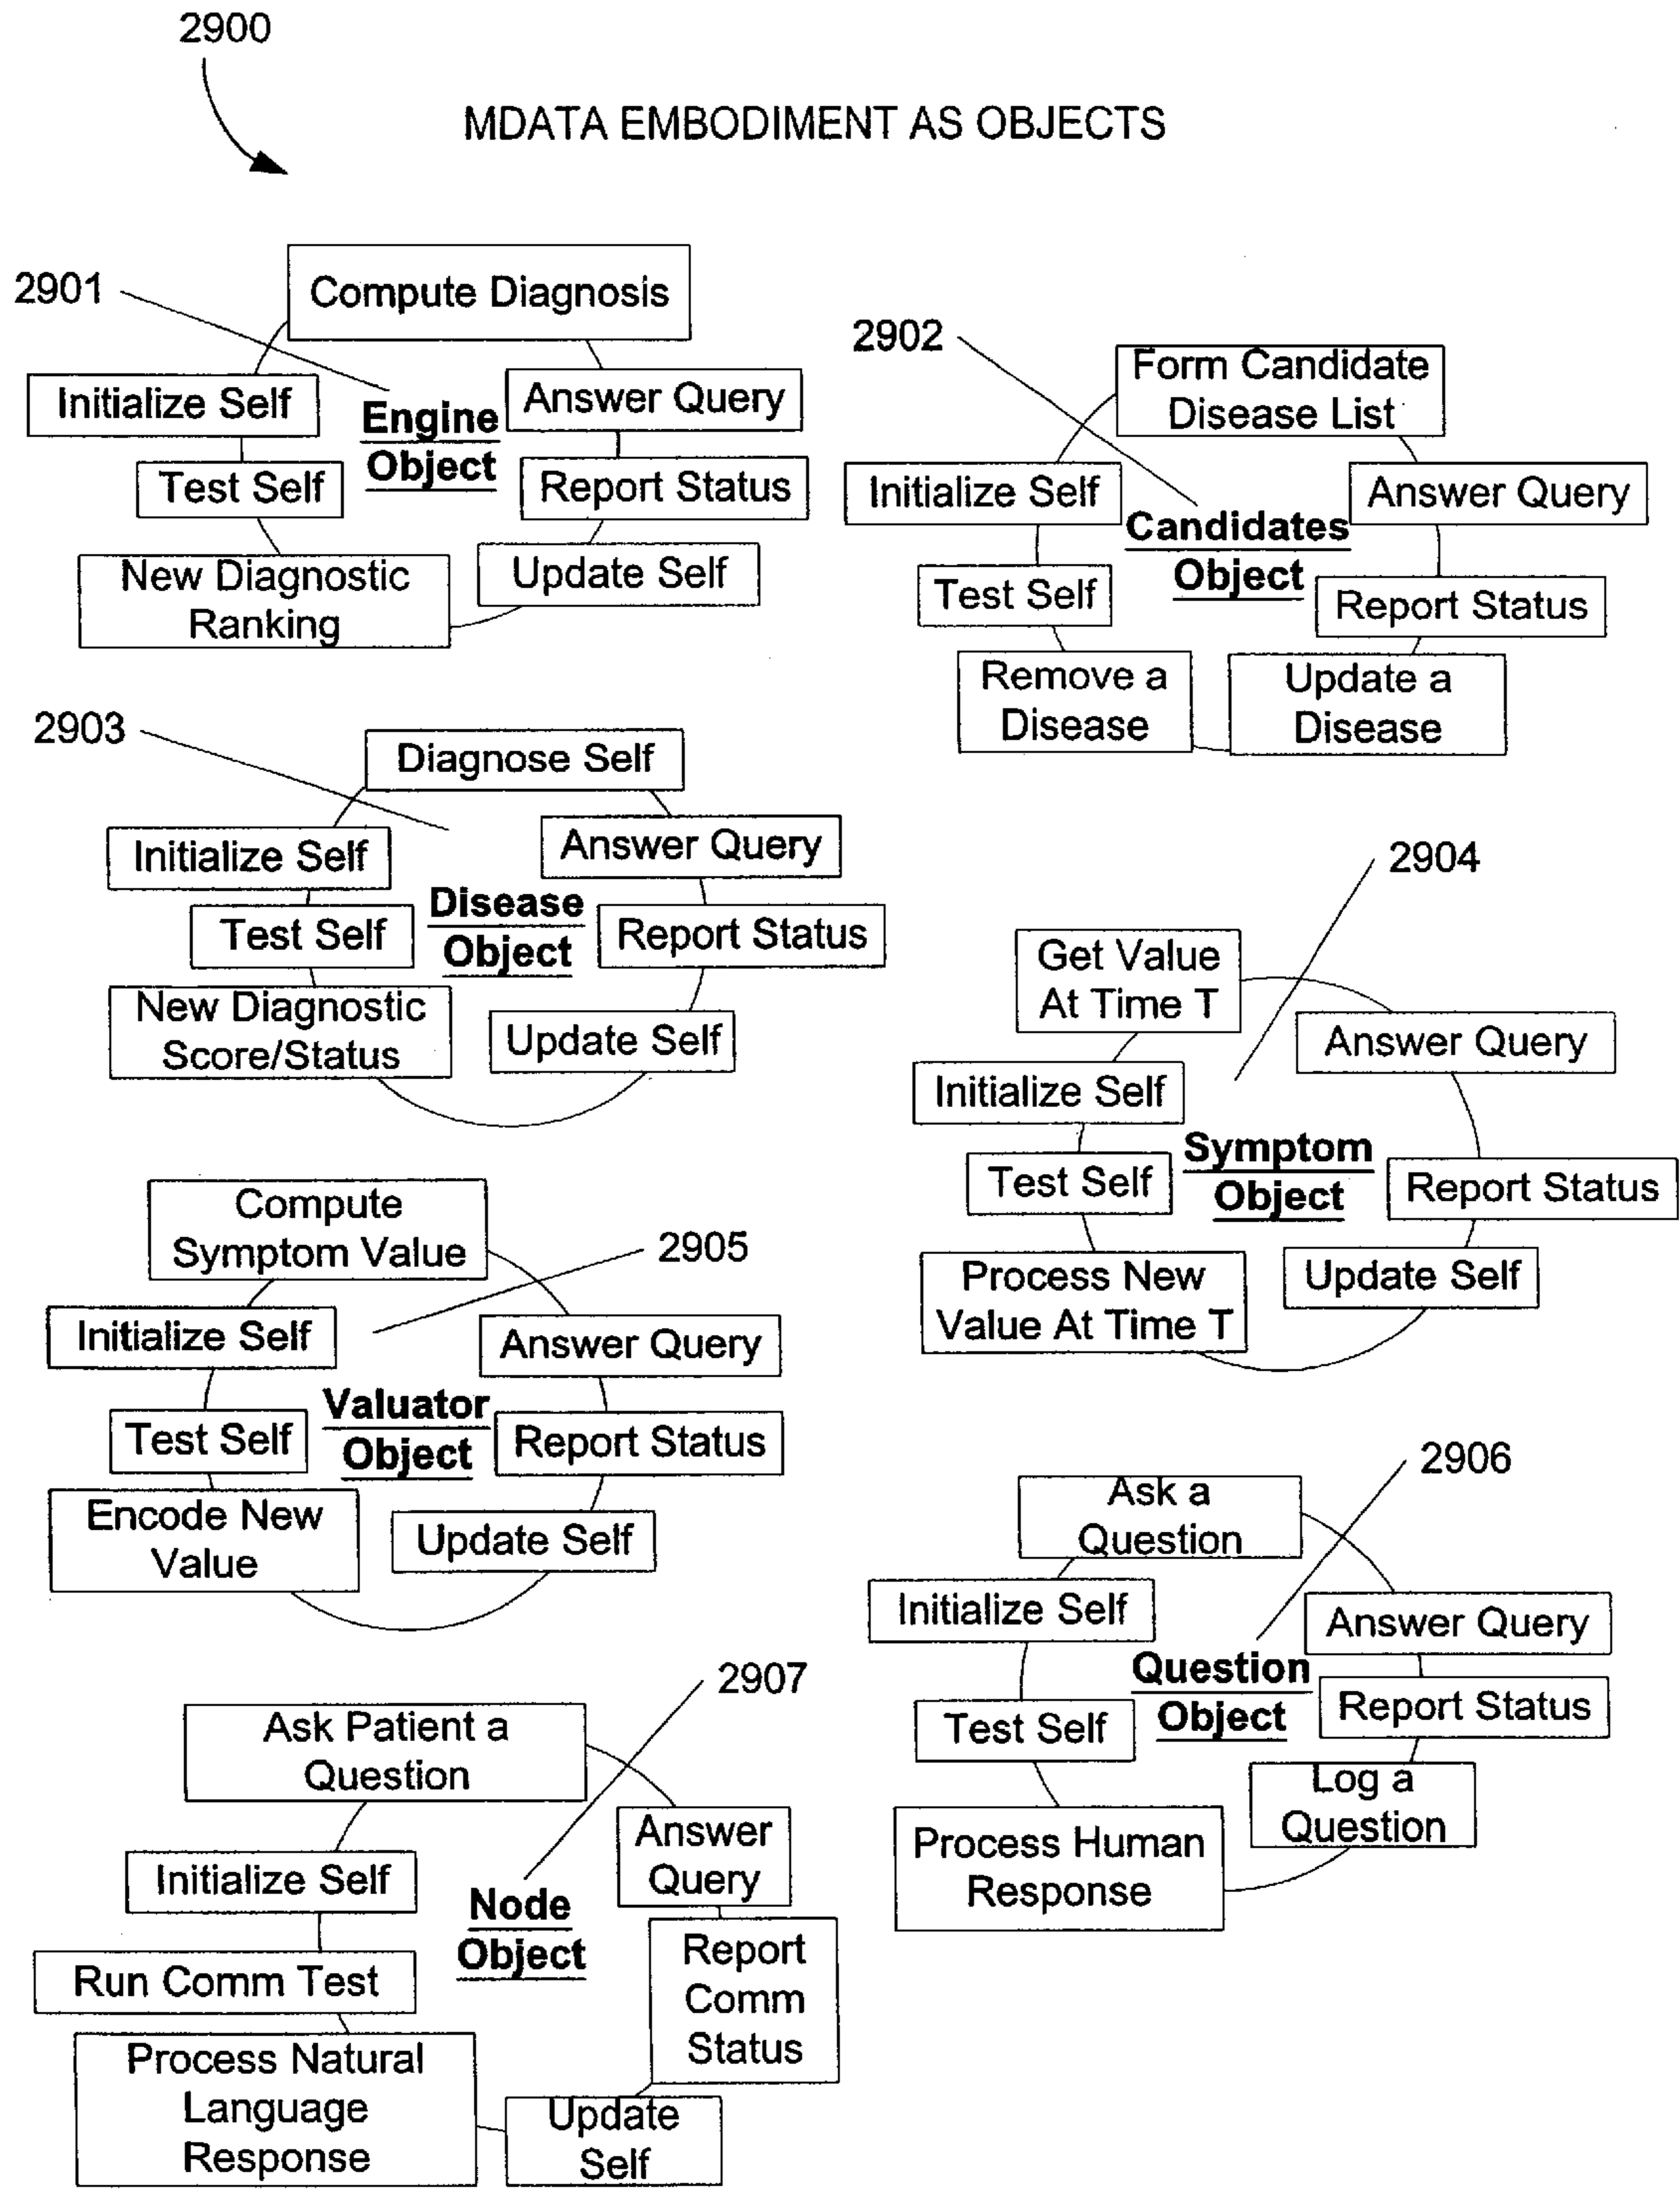 2900
MDATA EMBODIMENT AS OBJECTS
2901
Compute Diagnosis
Initialize Self
Engine
Object
Answer Query
Test Self
Report Status
New Diagnostic
Ranking
Update Self
2902
Form Candidate
Disease List
Initialize Self
Candidates
Object
Answer Query
Test Self
Report Status
Remove a
Disease
Update a
Disease
2903
Diagnose Self
Initialize Self
Answer Query
Disease
Object
Test Self
Report Status
New Diagnostic
Score/Status
Update Self
2904
Get Value
At Time T
Answer Query
Initialize Self
Symptom
Object
Test Self
Report Status
Process New
Value At Time T
Update Self
Compute
Symptom Value
2905
Initialize Self
Answer Query
Valuator
Object
Test Self
Report Status
Encode New
Value
Update Self
2906
Ask a
Question
Initialize Self
Answer Query
Question
Object
Test Self
Report Status
Log a
Question
Process Human
Response
2907
Ask Patient a
Question
Answer
Query
Initialize Self
Node
Object
Report
Comm
Status
Run Comm Test
Process Natural
Language
Response
Update
Self